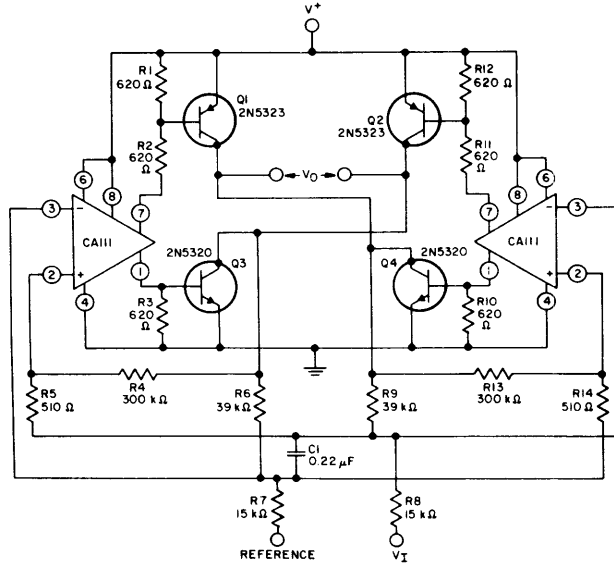 V+
R1
620 Ω
Q1
2N5323
Q2
2N5323
R12
620 Ω
R2
620
Ω
R11
620
Ω
← V_O →
6
8
7
3
−
CA111
2
+
1
4
2N5320
Q3
R3
620
Ω
2N5320
Q4
R10
620
Ω
6
8
7
3
−
CA111
2
+
1
4
R5
510 Ω
R4
300 kΩ
R6
39 kΩ
R9
39 kΩ
R13
300 kΩ
R14
510 Ω
C1
0.22 μF
R7
15 kΩ
R8
15 kΩ
REFERENCE
V_I